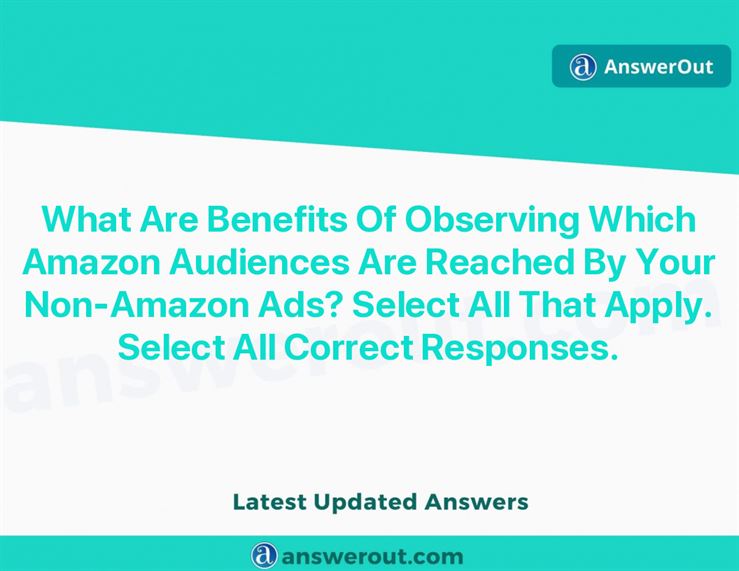 AnswerOut
What Are Benefits Of Observing Which
Amazon Audiences Are Reached By Your
Non-Amazon Ads? Select All That Apply.
Select All Correct Responses.
answerout.com
Latest Updated Answers
answerout.com